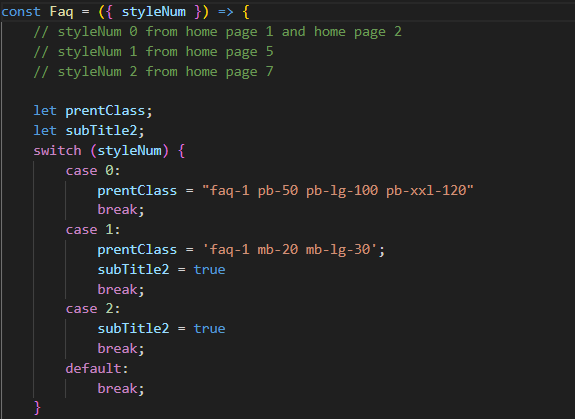 const Faq = ({ styleNum }) => {
    // styleNum 0 from home page 1 and home page 2
    // styleNum 1 from home page 5
    // styleNum 2 from home page 7

    let prentClass;
    let subTitle2;
    switch (styleNum) {
        case 0:
            prentClass = "faq-1 pb-50 pb-lg-100 pb-xxl-120"
            break;
        case 1:
            prentClass = 'faq-1 mb-20 mb-lg-30';
            subTitle2 = true
            break;
        case 2:
            subTitle2 = true
            break;
        default:
            break;
    }